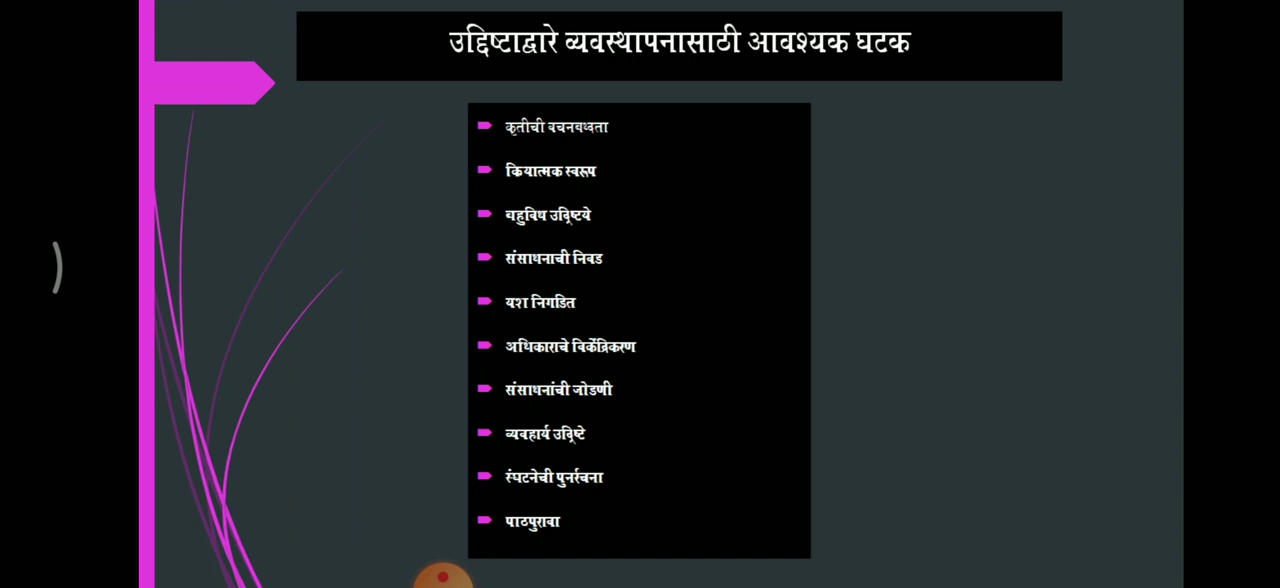 उद्दिष्टाद्वारे व्यवस्थापनासाठी आवश्यक घटक
कृतीची वचनबध्वता
कियात्मक स्वरूप
बहुविध उद्दिष्टये
संसाधनाची निवड
यश निगडित
अधिकाराचे विकेंद्रिकरण
संसाधनांची जोडणी
व्यवहार्य उद्दिष्टे
संघटनेची पुनर्रचना
पाठपुरावा